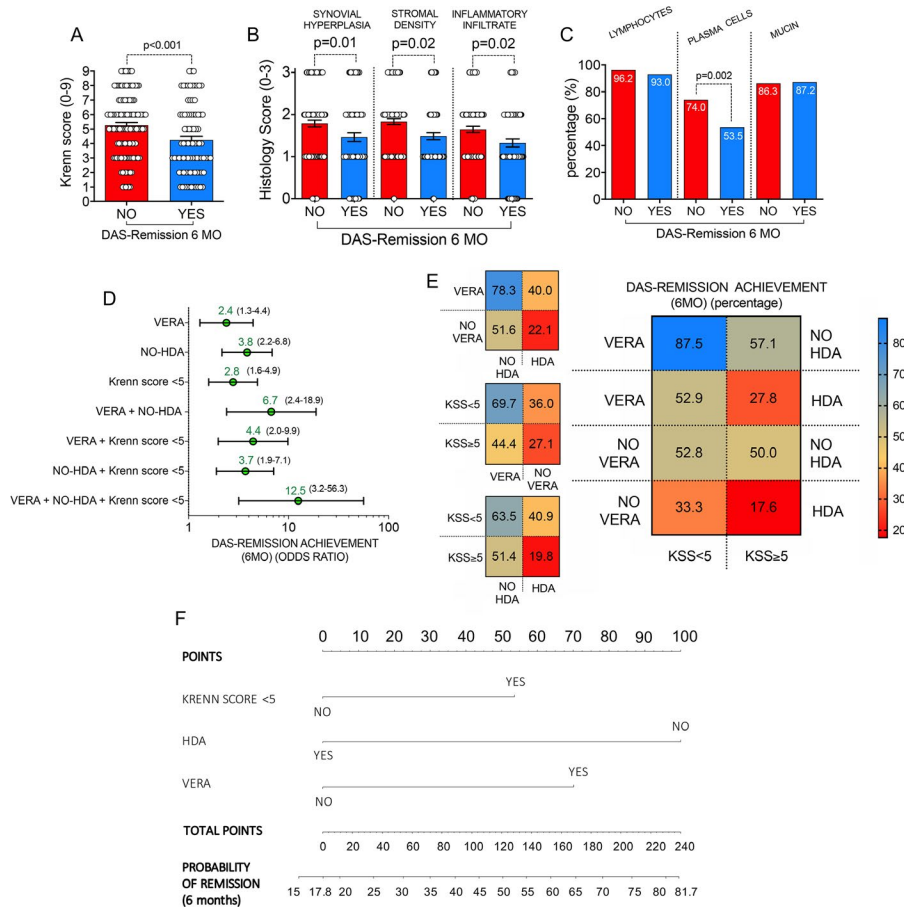 A
p<0.001
Krenn score (0-9)
9
8
7
6
5
4
3
2
1
0
NO YES
DAS-Remission 6 MO
B
SYNOVIAL HYPERPLASIA
STROMAL DENSITY
INFLAMMATORY INFILTRATE
p=0.01 p=0.02 p=0.02
Histology Score (0-3)
3
2
1
0
NO YES NO YES NO YES
DAS-Remission 6 MO
C
LYMPHOCYTES PLASMA CELLS MUCIN
percentage (%)
100
80
60
40
20
0
p=0.002
96.2 93.0 74.0 53.5 86.3 87.2
NO YES NO YES NO YES
DAS-Remission 6 MO
D
VERA 2.4 (1.3-4.4)
NO-HDA 3.8 (2.2-6.8)
Krenn score <5 2.8 (1.6-4.9)
VERA + NO-HDA 6.7 (2.4-18.9)
VERA + Krenn score <5 4.4 (2.0-9.9)
NO-HDA + Krenn score <5 3.7 (1.9-7.1)
VERA + NO-HDA + Krenn score <5 12.5 (3.2-56.3)
1 10 100
DAS-REMISSION ACHIEVEMENT
(6MO) (ODDS RATIO)
E
VERA 78.3 40.0
NO VERA 51.6 22.1
NO HDA HDA
KSS<5 69.7 36.0
KSS≥5 44.4 27.1
VERA NO VERA
KSS<5 63.5 40.9
KSS≥5 51.4 19.8
NO HDA HDA
DAS-REMISSION ACHIEVEMENT
(6MO) (percentage)
VERA 87.5 57.1 NO HDA
VERA 52.9 27.8 HDA
NO VERA 52.8 50.0 NO HDA
NO VERA 33.3 17.6 HDA
KSS<5 KSS≥5
80
70
60
50
40
30
20
F
0 10 20 30 40 50 60 70 80 90 100
POINTS
YES
KRENN SCORE <5
NO
NO
HDA
YES
YES
VERA
NO
TOTAL POINTS
0 20 40 60 80 100 120 140 160 180 200 220 240
PROBABILITY
OF REMISSION
(6 months)
15 17.8 20 25 30 35 40 45 50 55 60 65 70 75 80 81.7